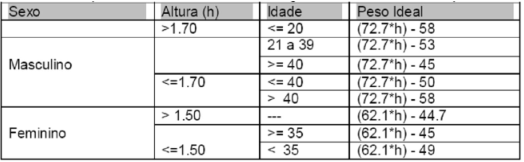 Sexo Altura (h) Idade Peso Ideal
>1.70 <= 20 (72.7*h) - 58
21 a 39 (72.7*h) - 53
Masculino >= 40 (72.7*h) - 45
<=1.70 <= 40 (72.7*h) - 50
> 40 (72.7*h) - 58
> 1.50 --- (62.1*h) - 44.7
Feminino >= 35 (62.1*h) - 45
<=1.50 < 35 (62.1*h) - 49